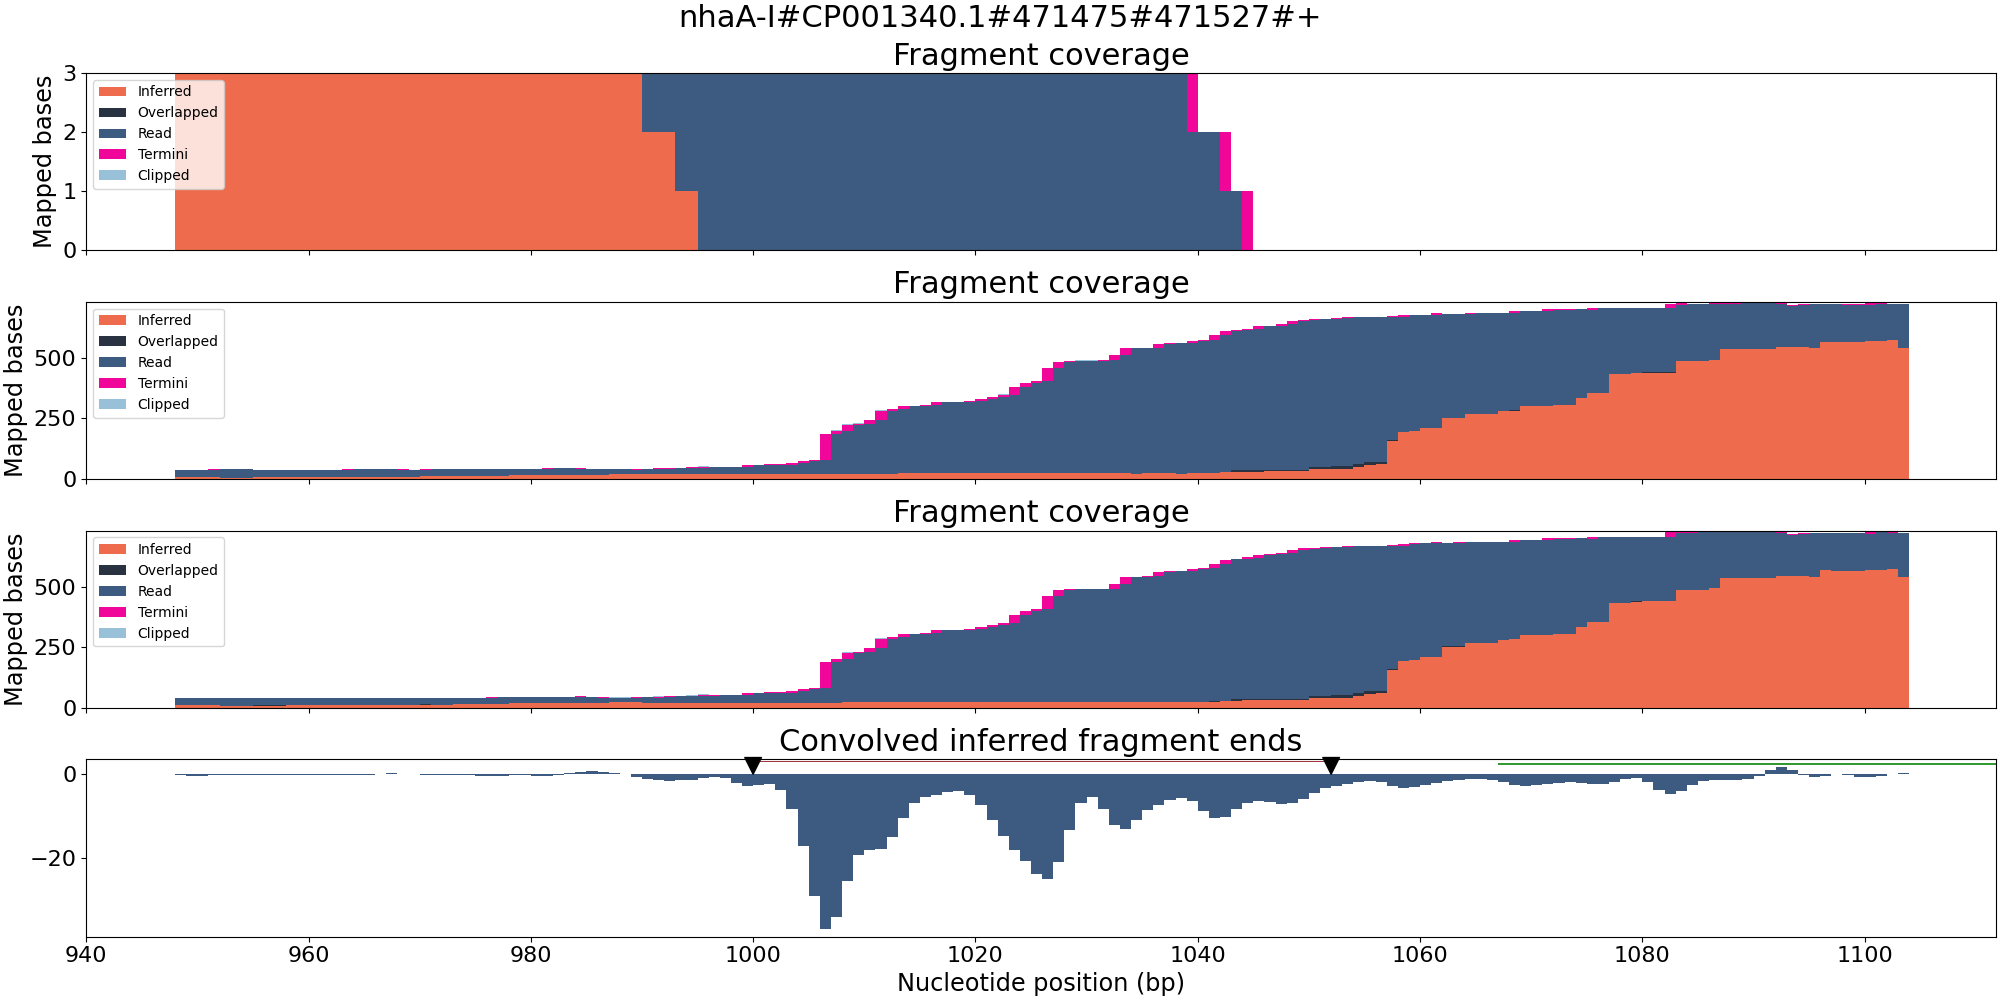 nhaA-I#CP001340.1#471475#471527#+
Fragment coverage
Mapped bases
3
2
1
0
Inferred
Overlapped
Read
Termini
Clipped
Fragment coverage
Mapped bases
500
250
0
Inferred
Overlapped
Read
Termini
Clipped
Fragment coverage
Mapped bases
500
250
0
Inferred
Overlapped
Read
Termini
Clipped
Convolved inferred fragment ends
0
−20
940 960 980 1000 1020 1040 1060 1080 1100
Nucleotide position (bp)